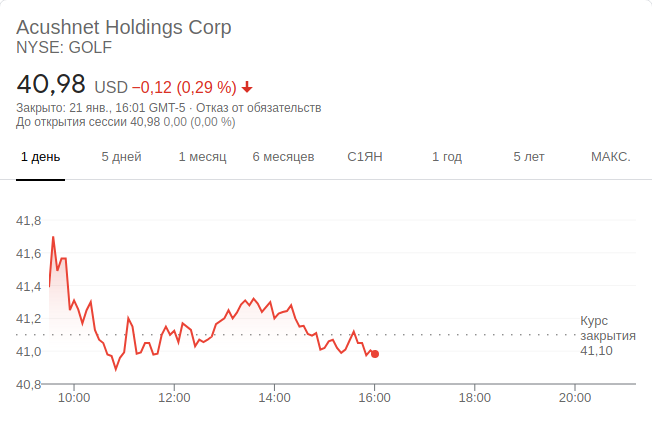 Acushnet Holdings Corp
NYSE: GOLF
40,98 USD −0,12 (0,29 %)
Закрыто: 21 янв., 16:01 GMT-5 · Отказ от обязательств
До открытия сессии 40,98 0,00 (0,00 %)
1 день 5 дней 1 месяц 6 месяцев С1ЯН 1 год 5 лет МАКС.
41,8
41,6
41,4
41,2
41,0
40,8
Курс
закрытия
41,10
10:00 12:00 14:00 16:00 18:00 20:00